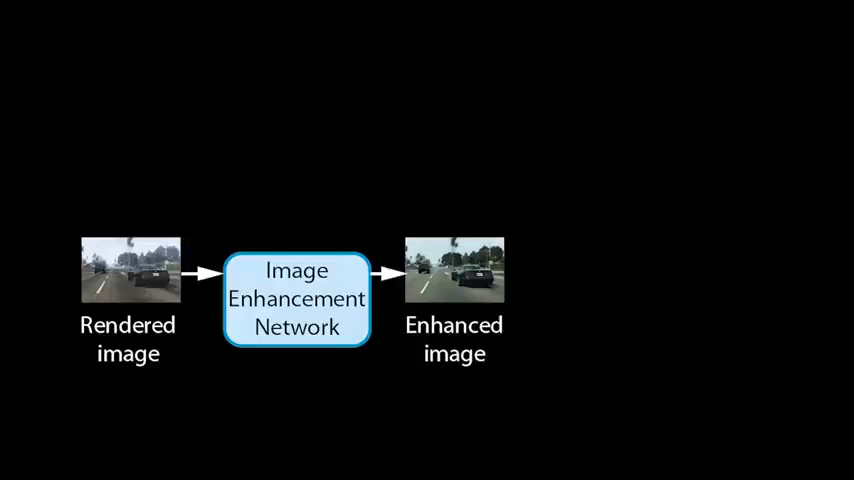 Image
Enhancement
Network
Rendered
image
Enhanced
image